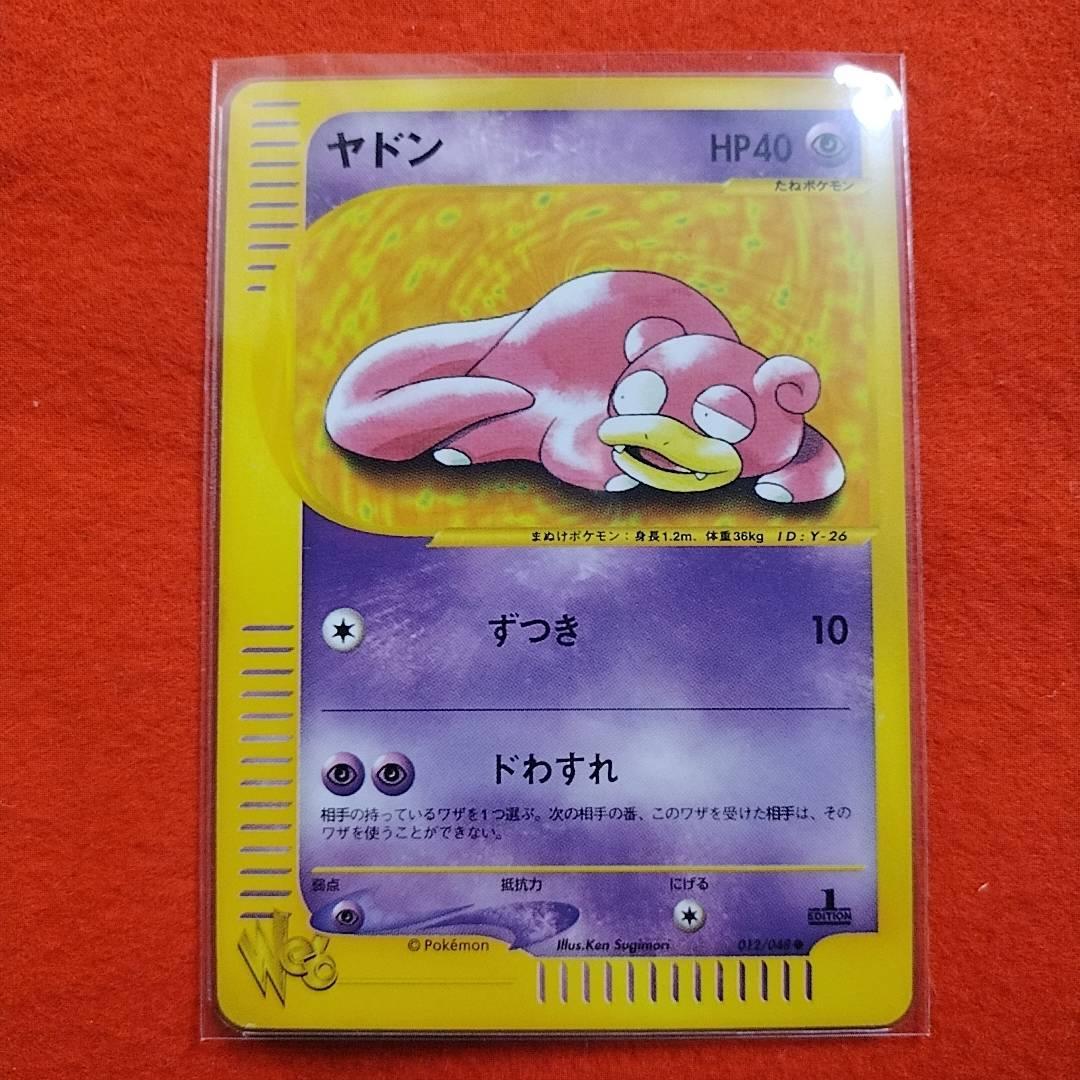 ヤドン HP40
たねポケモン
まぬけポケモン：身長1.2m、体重36kg ID:Y-26
ずつき 10
ドわすれ
相手の持っているワザを1つ選ぶ。次の相手の番、このワザを受けた相手は、その
ワザを使うことができない。
弱点 抵抗力 にげる
1
EDITION
©Pokémon Illus.Ken Sugimori 012/048●
Web